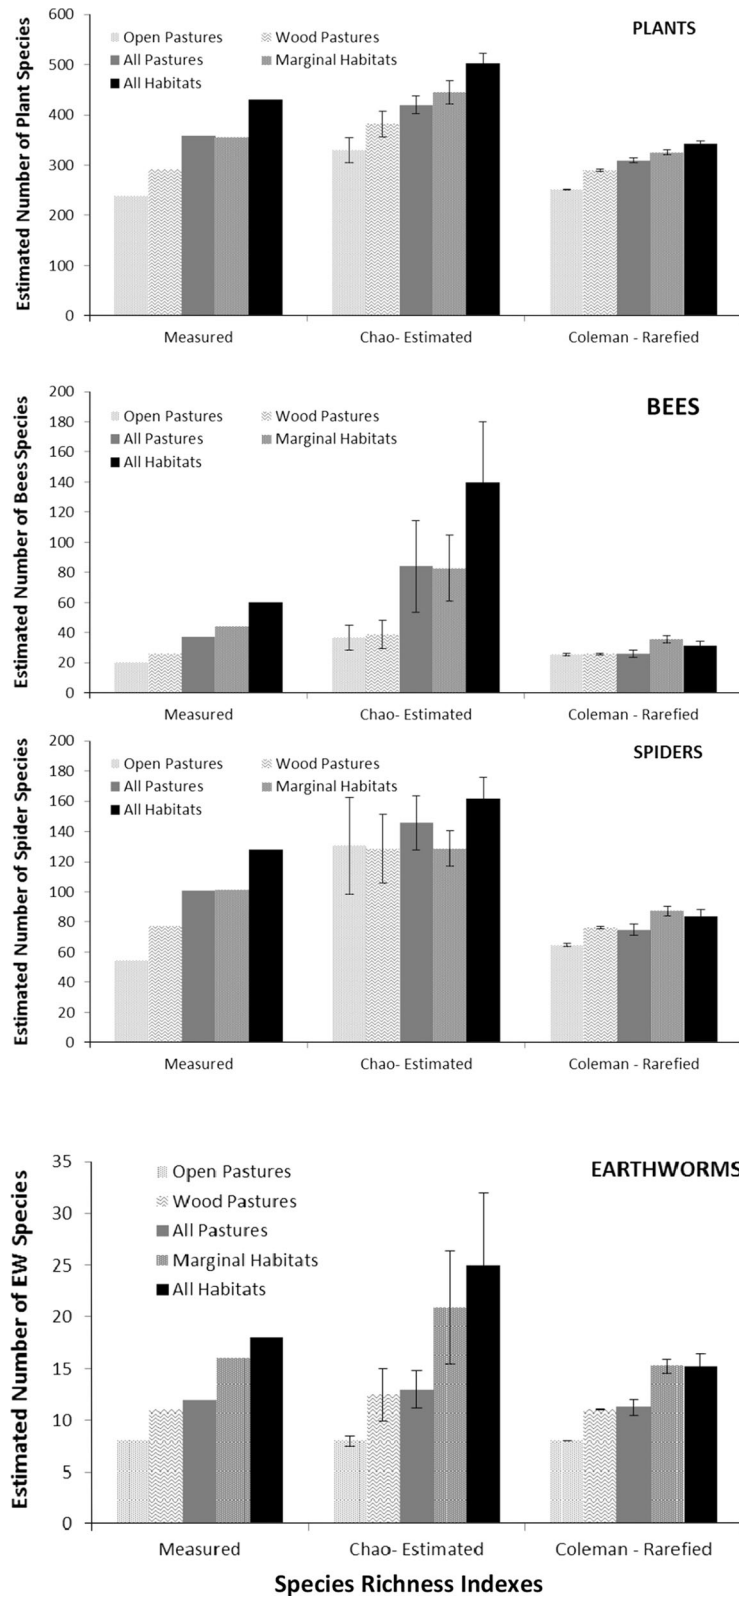 PLANTS
Open Pastures Wood Pastures
All Pastures Marginal Habitats
All Habitats
Estimated Number of Plant Species
600
500
400
300
200
100
0
Measured Chao- Estimated Coleman - Rarefied
BEES
Open Pastures Wood Pastures
All Pastures Marginal Habitats
All Habitats
Estimated Number of Bees Species
200
180
160
140
120
100
80
60
40
20
0
Measured Chao- Estimated Coleman - Rarefied
SPIDERS
Open Pastures Wood Pastures
All Pastures Marginal Habitats
All Habitats
Estimated Number of Spider Species
200
180
160
140
120
100
80
60
40
20
0
Measured Chao- Estimated Coleman - Rarefied
EARTHWORMS
Open Pastures
Wood Pastures
All Pastures
Marginal Habitats
All Habitats
Estimated Number of EW Species
35
30
25
20
15
10
5
0
Measured Chao- Estimated Coleman - Rarefied
Species Richness Indexes